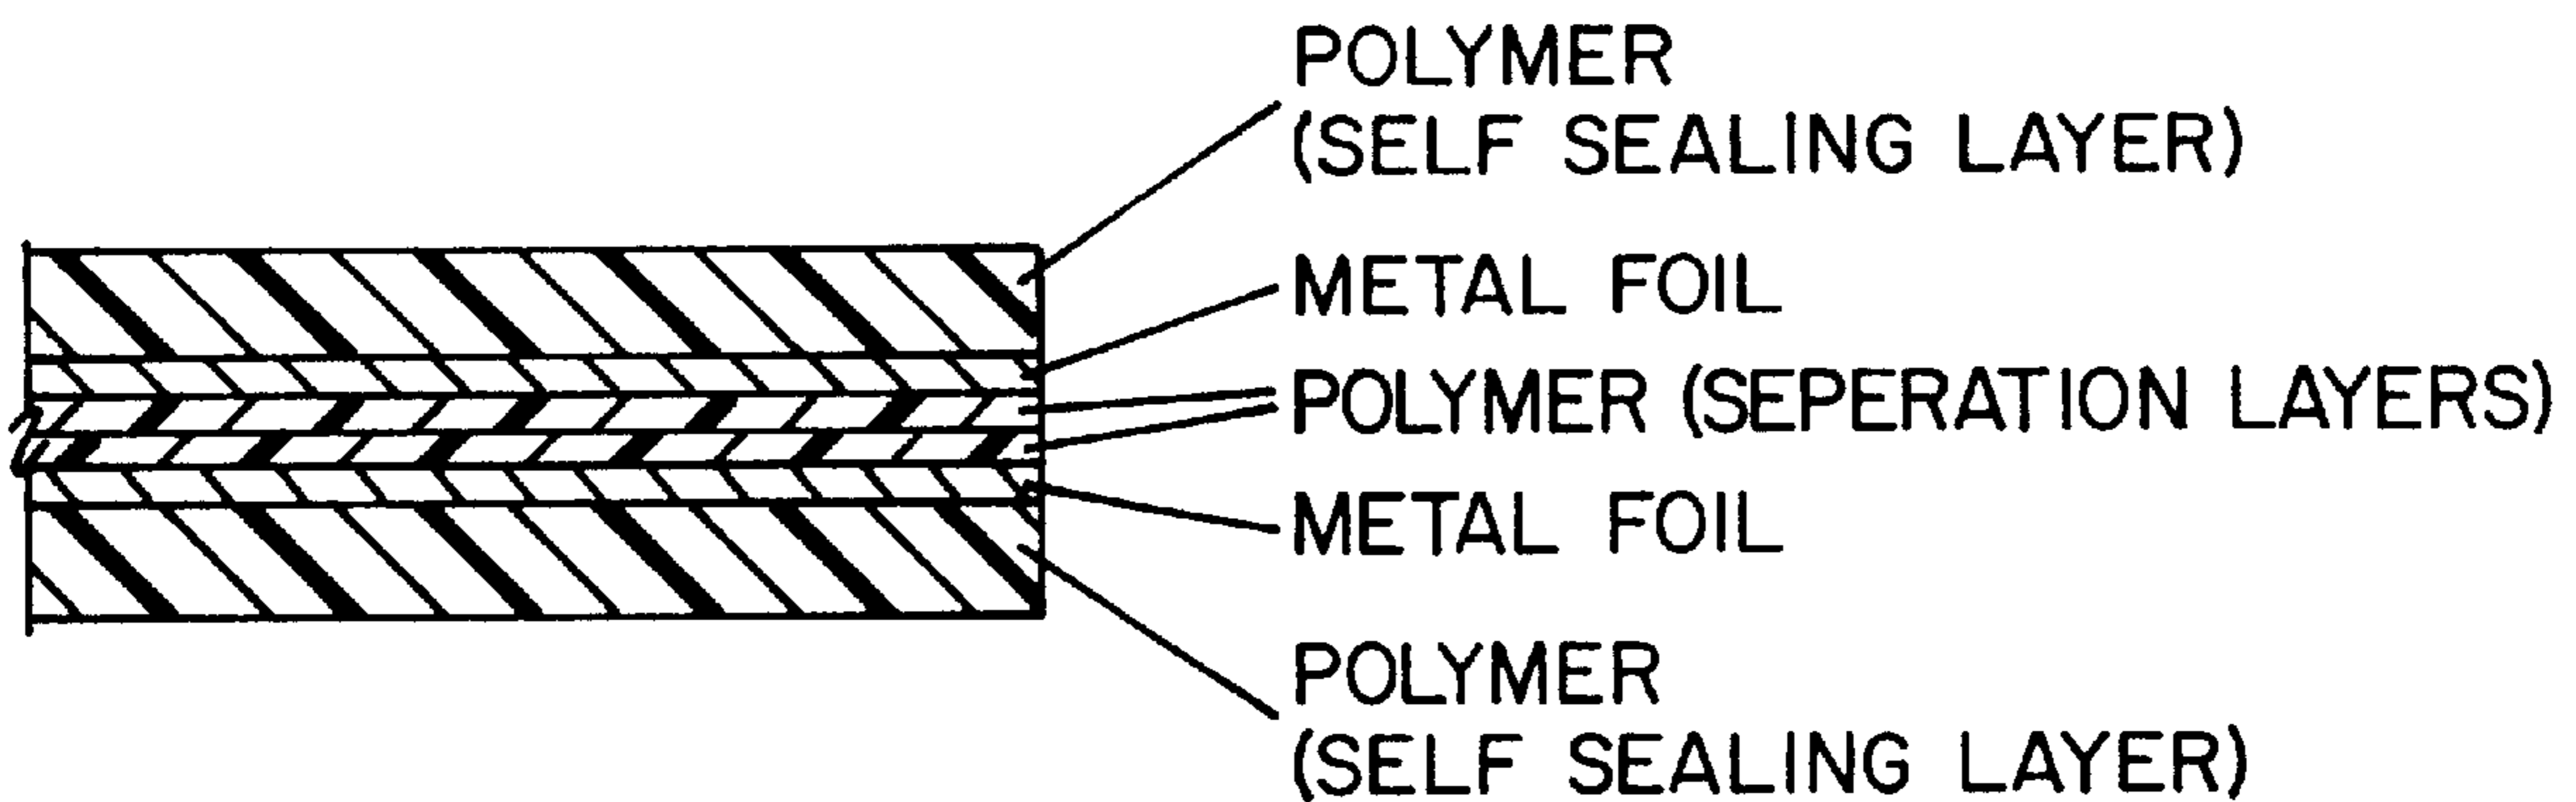 POLYMER
(SELF SEALING LAYER)
METAL FOIL
POLYMER (SEPERATION LAYERS)
METAL FOIL
POLYMER
(SELF SEALING LAYER)